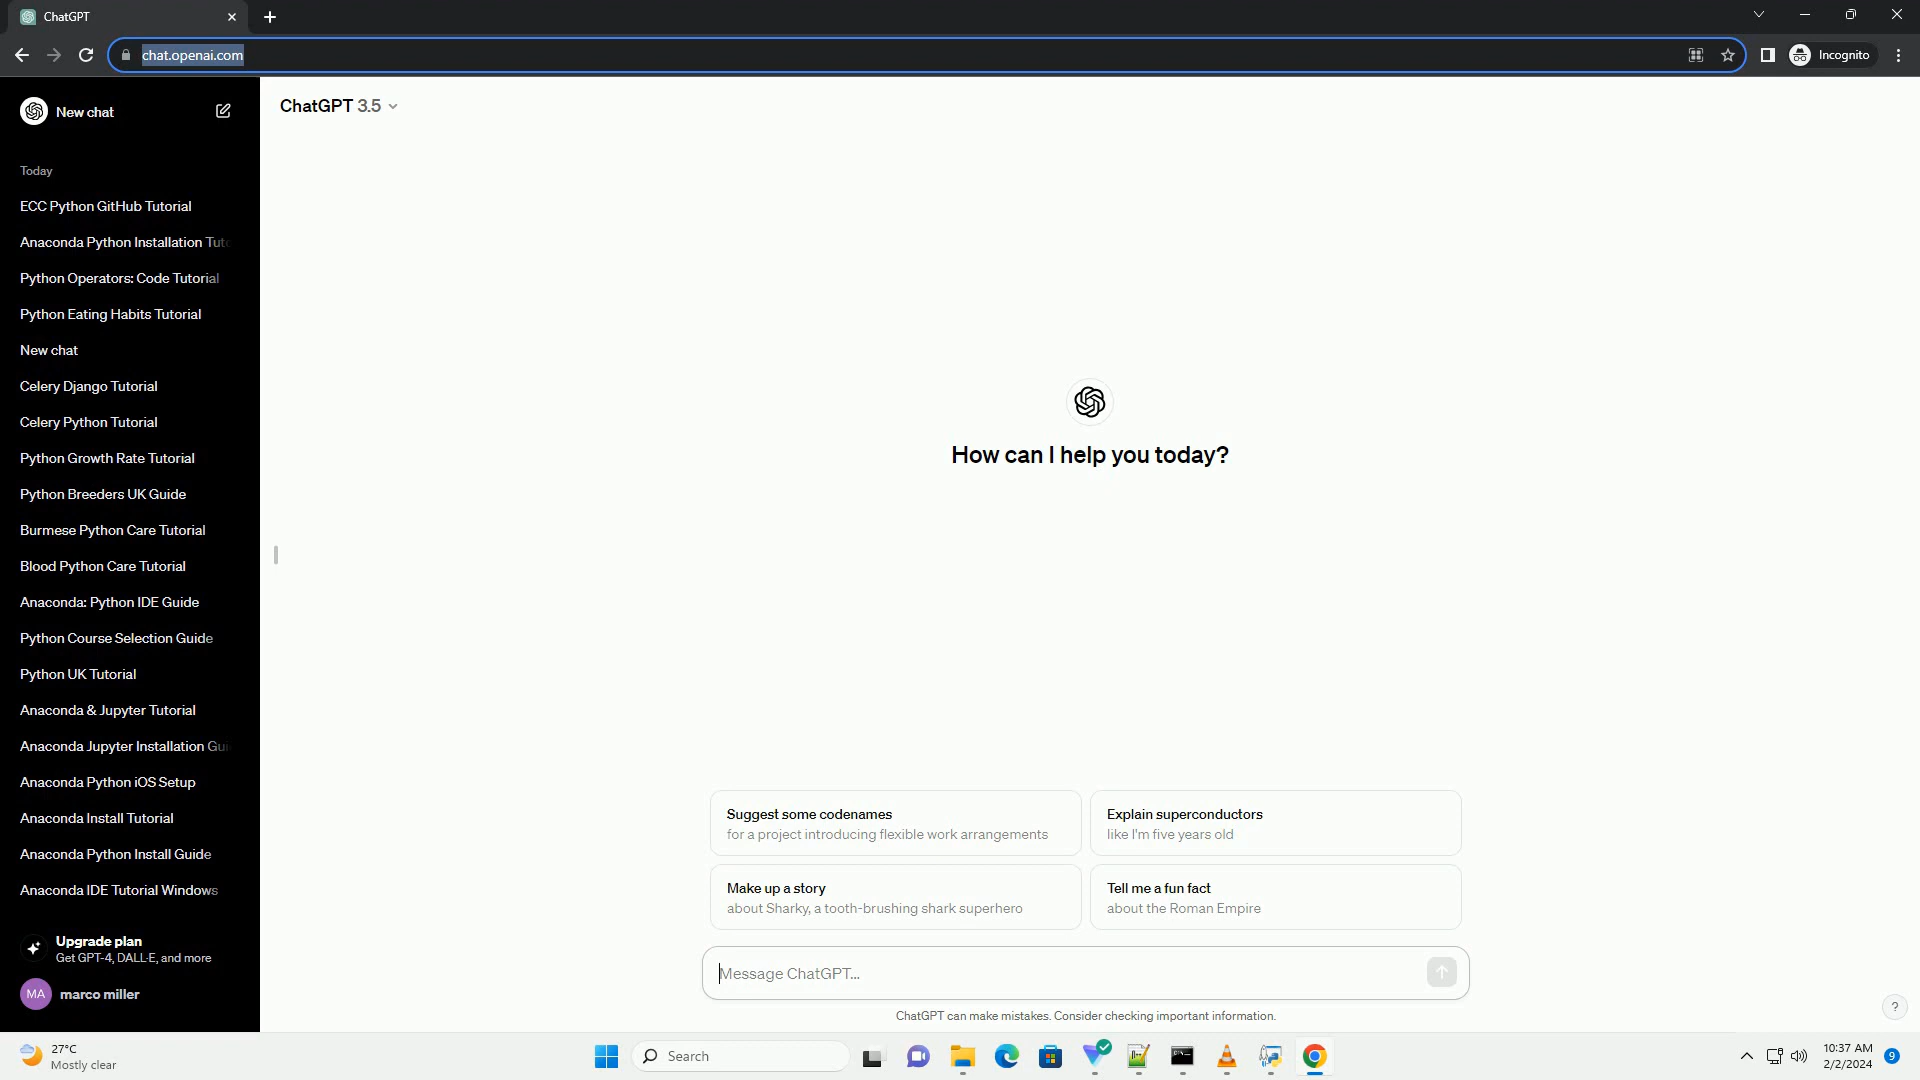 ChatGPT
chat.openai.com
Incognito
New chat
ChatGPT 3.5
Today
ECC Python GitHub Tutorial
Anaconda Python Installation Tuto
Python Operators: Code Tutorial
Python Eating Habits Tutorial
New chat
Celery Django Tutorial
Celery Python Tutorial
Python Growth Rate Tutorial
Python Breeders UK Guide
Burmese Python Care Tutorial
Blood Python Care Tutorial
Anaconda: Python IDE Guide
Python Course Selection Guide
Python UK Tutorial
Anaconda & Jupyter Tutorial
Anaconda Jupyter Installation Gui
Anaconda Python iOS Setup
Anaconda Install Tutorial
Anaconda Python Install Guide
Anaconda IDE Tutorial Windows
Upgrade plan
Get GPT-4, DALL·E, and more
MA
marco miller
How can I help you today?
Suggest some codenames
for a project introducing flexible work arrangements
Explain superconductors
like I'm five years old
Make up a story
about Sharky, a tooth-brushing shark superhero
Tell me a fun fact
about the Roman Empire
Message ChatGPT...
ChatGPT can make mistakes. Consider checking important information.
?
27°C
Mostly clear
Search
10:37 AM
2/2/2024
9